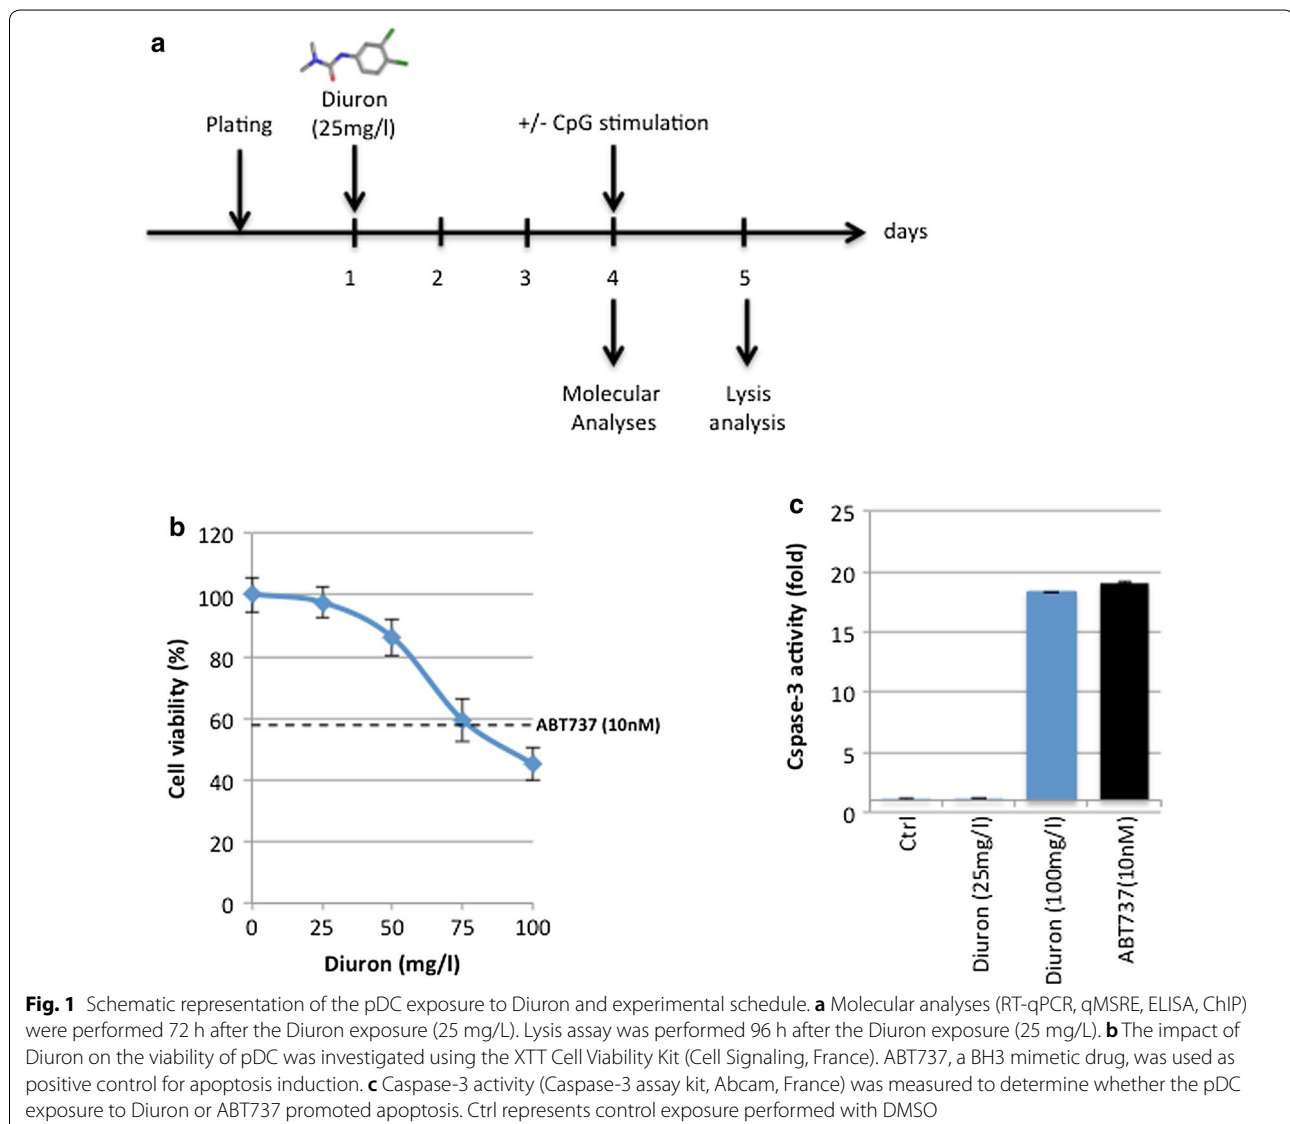 a
Diuron
(25mg/l)
Plating
+/- CpG stimulation
days
1 2 3 4 5
Molecular
Analyses
Lysis
analysis
b
120
100
80
60
40
20
0
Cell viability (%)
ABT737 (10nM)
0 25 50 75 100
Diuron (mg/l)
c
25
20
15
10
5
0
Cspase-3 activity (fold)
Ctrl
Diuron (25mg/l)
Diuron (100mg/l)
ABT737(10nM)
Fig. 1 Schematic representation of the pDC exposure to Diuron and experimental schedule. a Molecular analyses (RT-qPCR, qMSRE, ELISA, ChIP)
were performed 72 h after the Diuron exposure (25 mg/L). Lysis assay was performed 96 h after the Diuron exposure (25 mg/L). b The impact of
Diuron on the viability of pDC was investigated using the XTT Cell Viability Kit (Cell Signaling, France). ABT737, a BH3 mimetic drug, was used as
positive control for apoptosis induction. c Caspase-3 activity (Caspase-3 assay kit, Abcam, France) was measured to determine whether the pDC
exposure to Diuron or ABT737 promoted apoptosis. Ctrl represents control exposure performed with DMSO